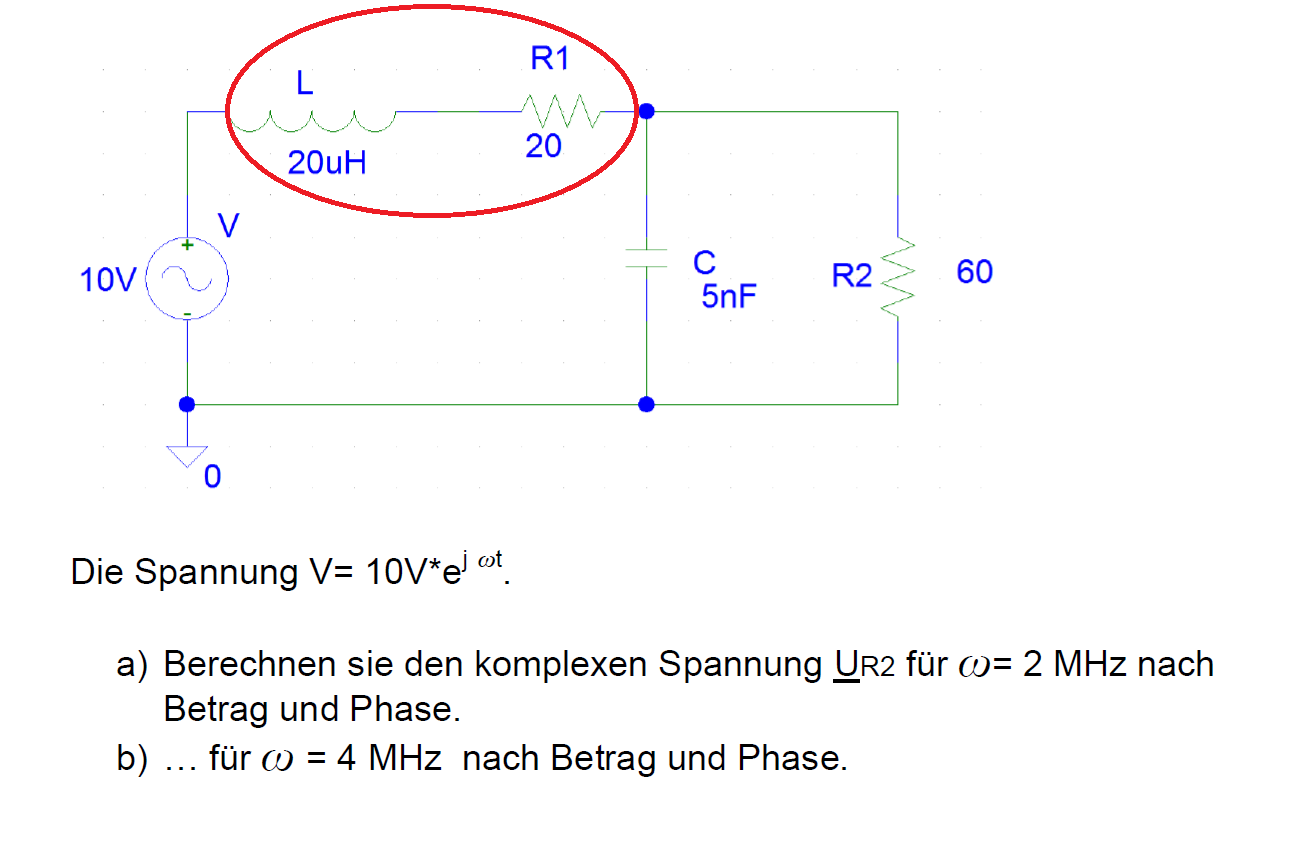 R1
L
20
20uH
V
+
10V
C
5nF
R2
60
-
0
Die Spannung V= 10V*e^j ωt.
a) Berechnen sie den komplexen Spannung UR2 für ω= 2 MHz nach
Betrag und Phase.
b) … für ω = 4 MHz nach Betrag und Phase.